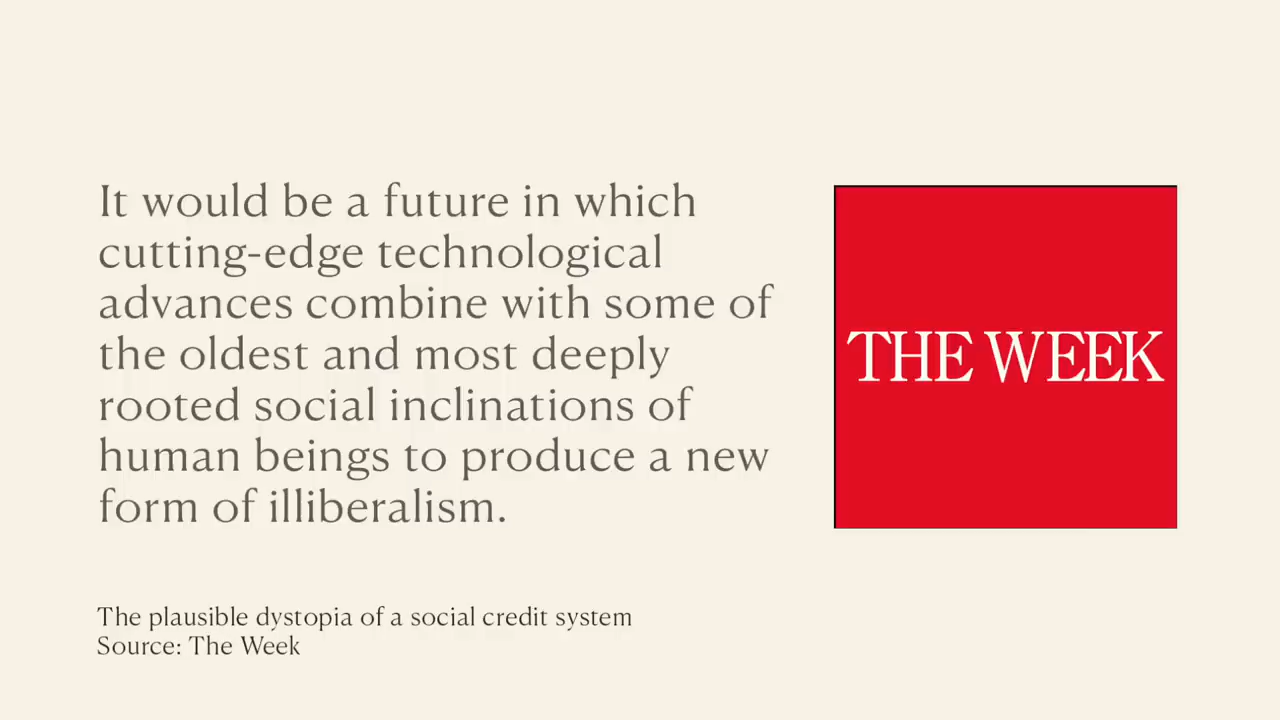 It would be a future in which
cutting-edge technological
advances combine with some of
the oldest and most deeply
rooted social inclinations of
human beings to produce a new
form of illiberalism.
THE WEEK
The plausible dystopia of a social credit system
Source: The Week